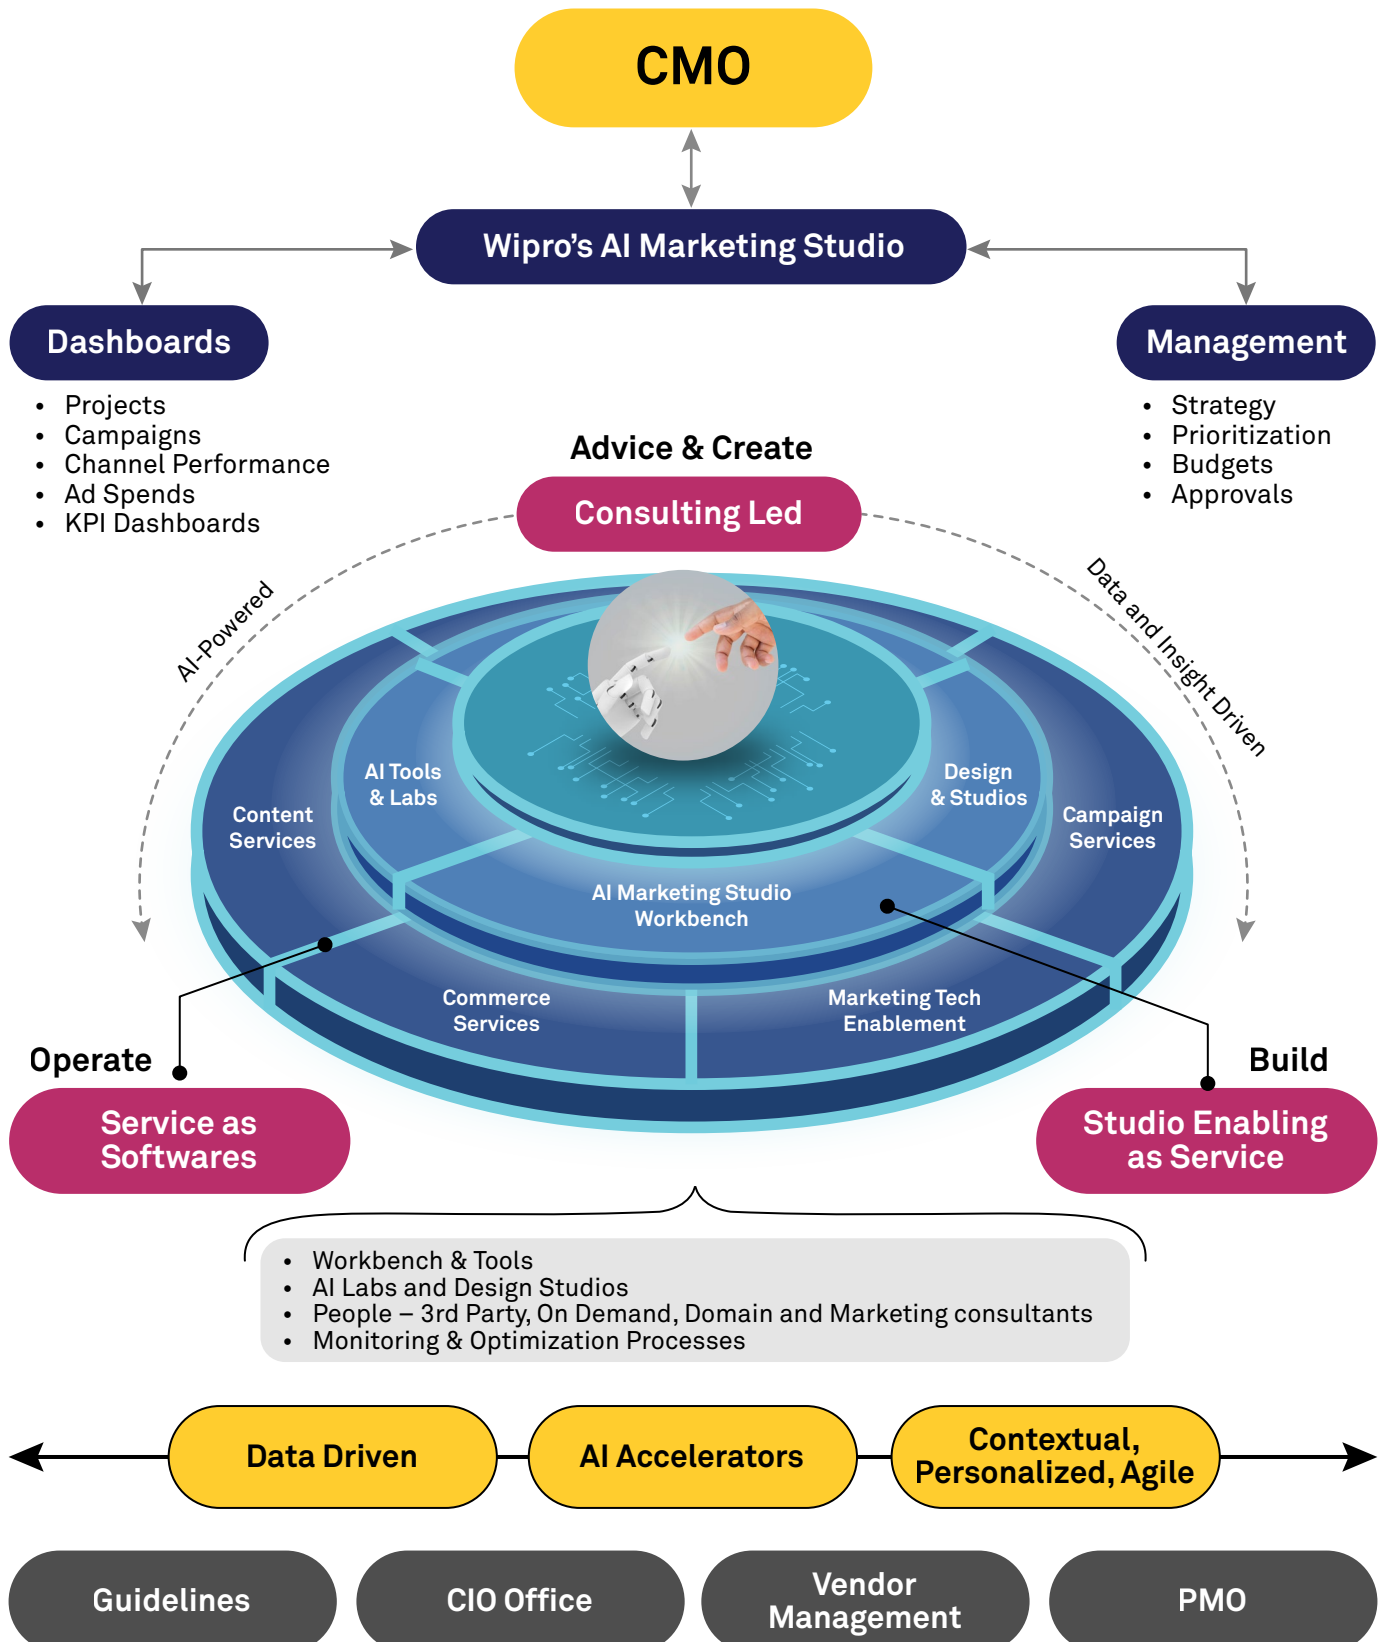 CMO
Wipro’s AI Marketing Studio
Dashboards
• Projects
• Campaigns
• Channel Performance
• Ad Spends
• KPI Dashboards
Management
• Strategy
• Prioritization
• Budgets
• Approvals
Advice & Create
Consulting Led
AI-Powered
Data and Insight Driven
AI Tools
& Labs
Design
& Studios
Content
Services
Campaign
Services
AI Marketing Studio
Workbench
Commerce
Services
Marketing Tech
Enablement
Operate
Service as
Softwares
Build
Studio Enabling
as Service
• Workbench & Tools
• AI Labs and Design Studios
• People – 3rd Party, On Demand, Domain and Marketing consultants
• Monitoring & Optimization Processes
Data Driven
AI Accelerators
Contextual,
Personalized, Agile
Guidelines
CIO Office
Vendor
Management
PMO